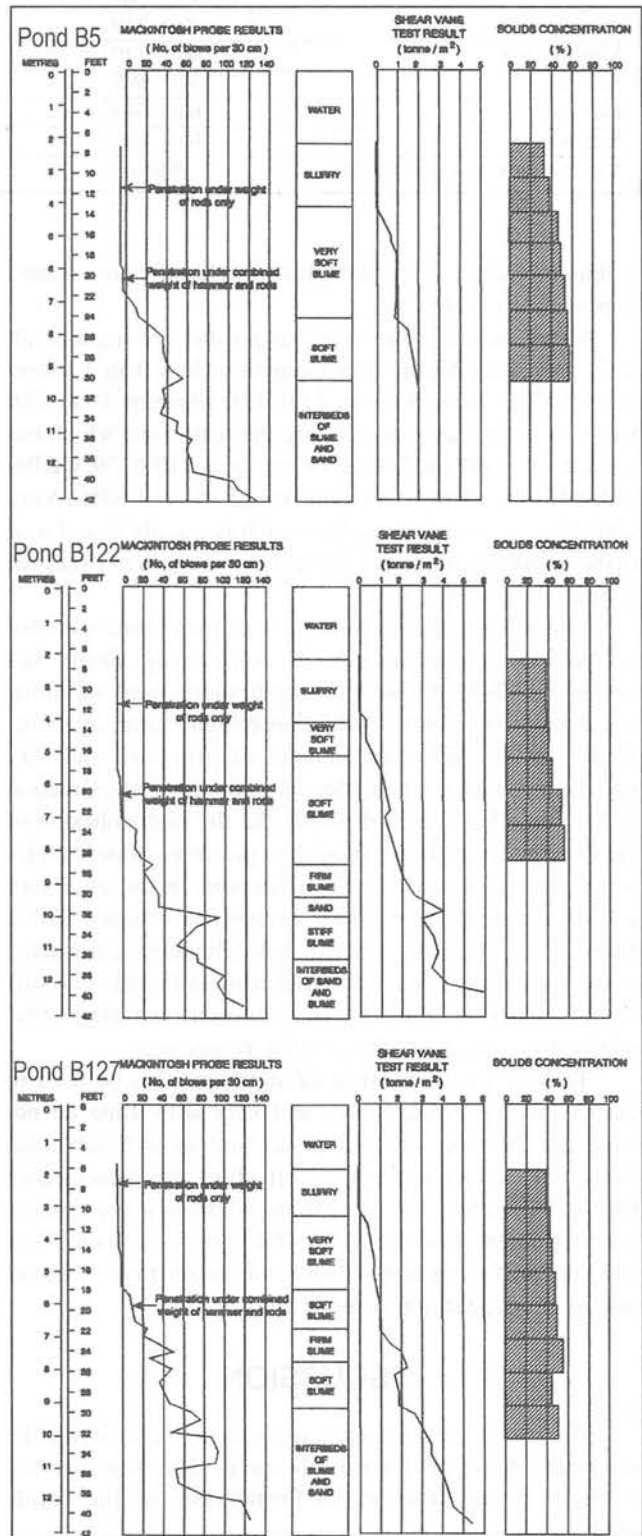 Pond B5
MACKINTOSH PROBE RESULTS
( No. of blows per 30 cm )
SHEAR VANE
TEST RESULT
( tonne / m² )
SOLIDS CONCENTRATION
( % )
METRES FEET
0 20 40 60 80 100 120 140
0 1 2 3 4 5 6
0 20 40 60 80 100
WATER
SLURRY
VERY
SOFT
SLIME
SOFT
SLIME
INTERBEDS
OF
SLIME
AND
SAND
Penetration under weight
of rods only
Penetration under combined
weight of hammer and rods
Pond B122
MACKINTOSH PROBE RESULTS
( No. of blows per 30 cm )
SHEAR VANE
TEST RESULT
( tonne / m² )
SOLIDS CONCENTRATION
( % )
METRES FEET
0 20 40 60 80 100 120 140
0 1 2 3 4 5 6
0 20 40 60 80 100
WATER
SLURRY
VERY
SOFT
SLIME
SOFT
SLIME
FIRM
SLIME
SAND
STIFF
SLIME
INTERBEDS
OF SAND
AND
SLIME
Penetration under weight
of rods only
Penetration under combined
weight of hammer and rods
Pond B127
MACKINTOSH PROBE RESULTS
( No. of blows per 30 cm )
SHEAR VANE
TEST RESULT
( tonne / m² )
SOLIDS CONCENTRATION
( % )
METRES FEET
0 20 40 60 80 100 120 140
0 1 2 3 4 5 6
0 20 40 60 80 100
WATER
SLURRY
VERY
SOFT
SLIME
SOFT
SLIME
FIRM
SLIME
SOFT
SLIME
INTERBEDS
OF
SLIME
AND
SAND
Penetration under weight
of rods only
Penetration under combined
weight of hammer and rods